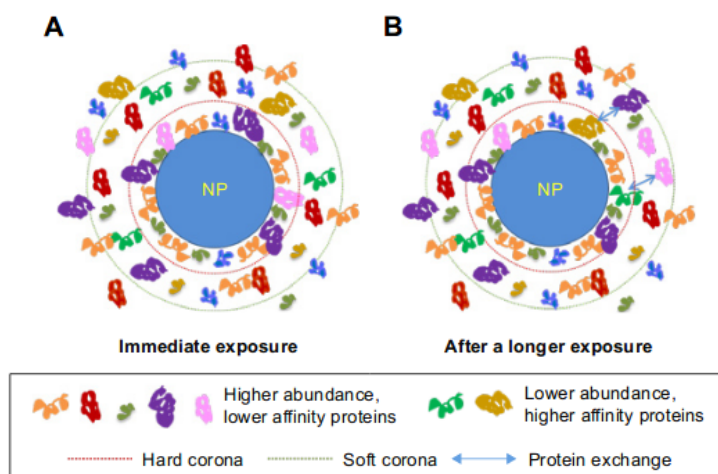 A
B
NP
NP
Immediate exposure
After a longer exposure
Higher abundance,
lower affinity proteins
Lower abundance,
higher affinity proteins
Hard corona
Soft corona
Protein exchange